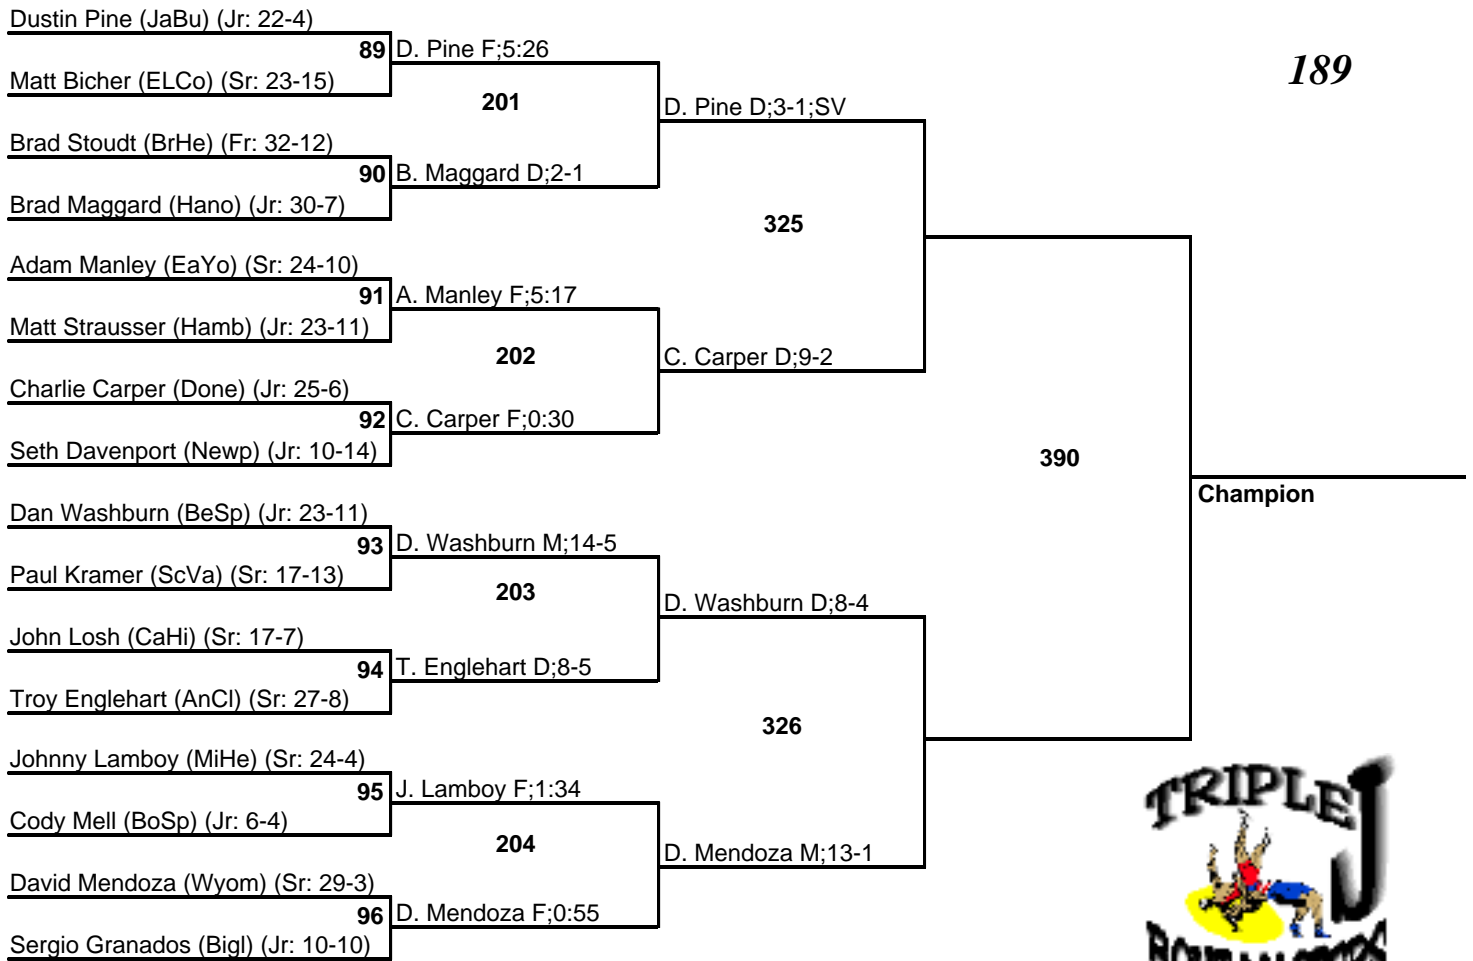 Dustin Pine (JaBu) (Jr: 22-4)
89 D. Pine F;5:26
189
Matt Bicher (ELCo) (Sr: 23-15)
201
D. Pine D;3-1;SV
Brad Stoudt (BrHe) (Fr: 32-12)
90 B. Maggard D;2-1
Brad Maggard (Hano) (Jr: 30-7)
325
Adam Manley (EaYo) (Sr: 24-10)
91 A. Manley F;5:17
Matt Strausser (Hamb) (Jr: 23-11)
202
C. Carper D;9-2
Charlie Carper (Done) (Jr: 25-6)
92 C. Carper F;0:30
Seth Davenport (Newp) (Jr: 10-14)
390
Champion
Dan Washburn (BeSp) (Jr: 23-11)
93 D. Washburn M;14-5
Paul Kramer (ScVa) (Sr: 17-13)
203
D. Washburn D;8-4
John Losh (CaHi) (Sr: 17-7)
94 T. Englehart D;8-5
Troy Englehart (AnCl) (Sr: 27-8)
326
Johnny Lamboy (MiHe) (Sr: 24-4)
95 J. Lamboy F;1:34
Cody Mell (BoSp) (Jr: 6-4)
204
D. Mendoza M;13-1
David Mendoza (Wyom) (Sr: 29-3)
96 D. Mendoza F;0:55
Sergio Granados (Bigl) (Jr: 10-10)
TRIPLE J